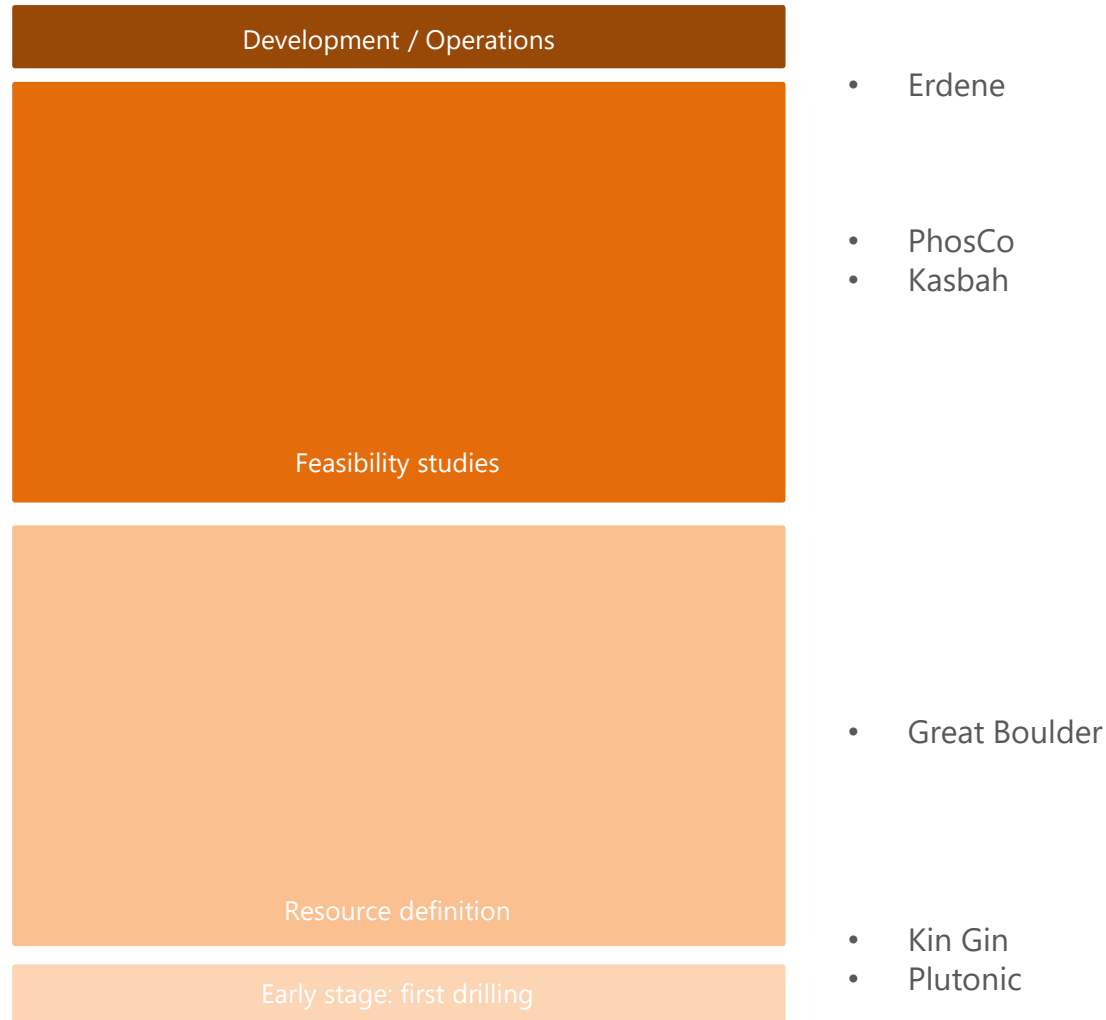 Development / Operations
• Erdene
• PhosCo
• Kasbah
Feasibility studies
• Great Boulder
Resource definition
• Kin Gin
• Plutonic
Early stage: first drilling